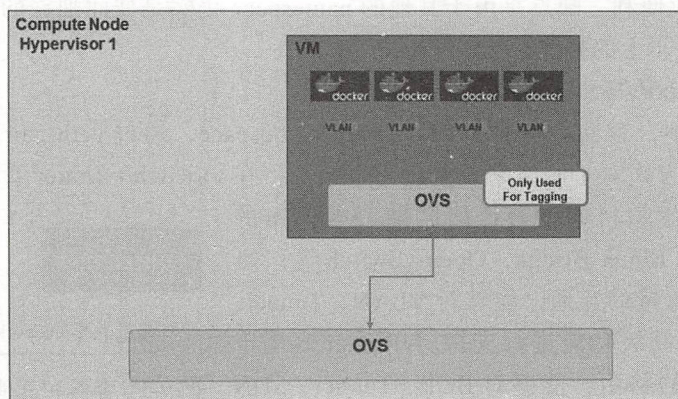 Compute Node
Hypervisor 1
VM
docker
docker
docker
docker
VLAN
VLAN
VLAN
VLAN
OVS
Only Used
For Tagging
OVS